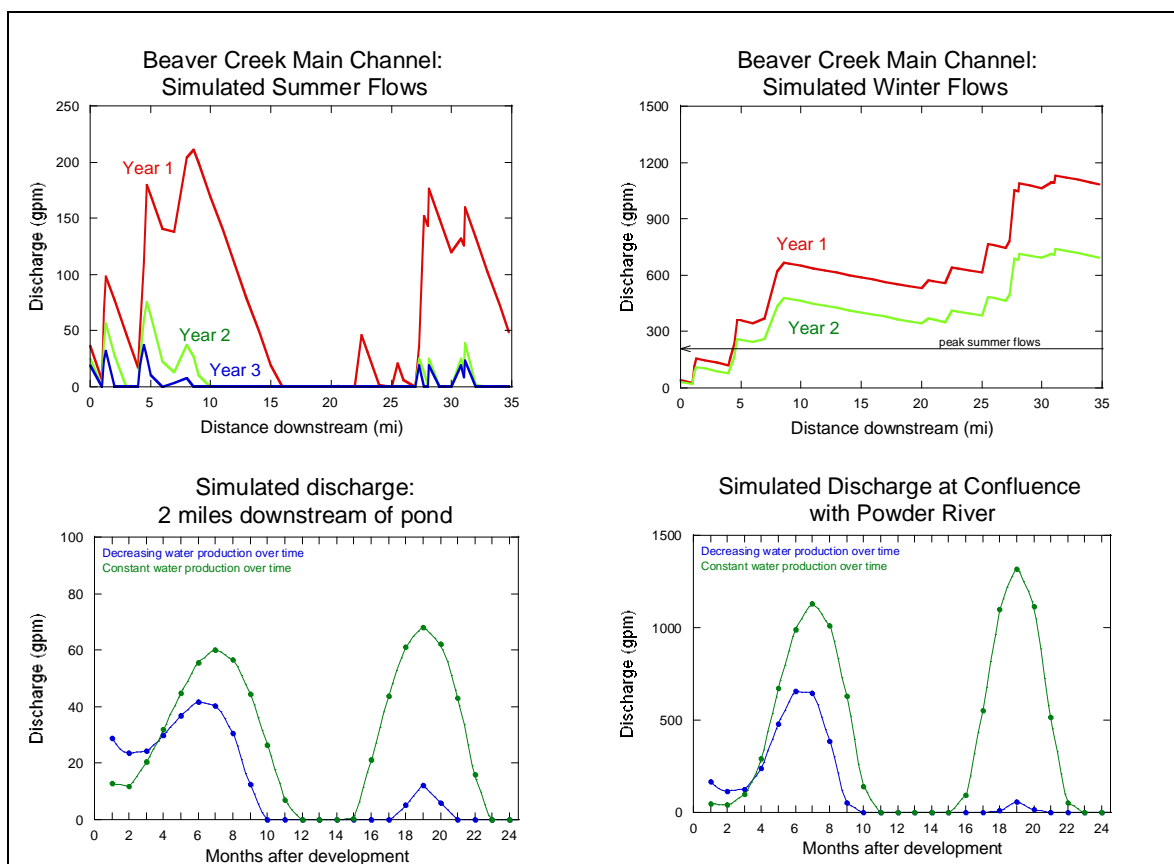 Beaver Creek Main Channel:
Simulated Summer Flows
250
200
150
100
50
0
Discharge (gpm)
Year 1
Year 2
Year 3
0 5 10 15 20 25 30 35
Distance downstream (mi)
Beaver Creek Main Channel:
Simulated Winter Flows
1500
1200
900
600
300
0
Discharge (gpm)
Year 1
Year 2
peak summer flows
0 5 10 15 20 25 30 35
Distance downstream (mi)
Simulated discharge:
2 miles downstream of pond
100
80
60
40
20
0
Discharge (gpm)
Decreasing water production over time
Constant water production over time
0 2 4 6 8 10 12 14 16 18 20 22 24
Months after development
Simulated Discharge at Confluence
with Powder River
1500
1000
500
0
Discharge (gpm)
Decreasing water production over time
Constant water production over time
0 2 4 6 8 10 12 14 16 18 20 22 24
Months after development